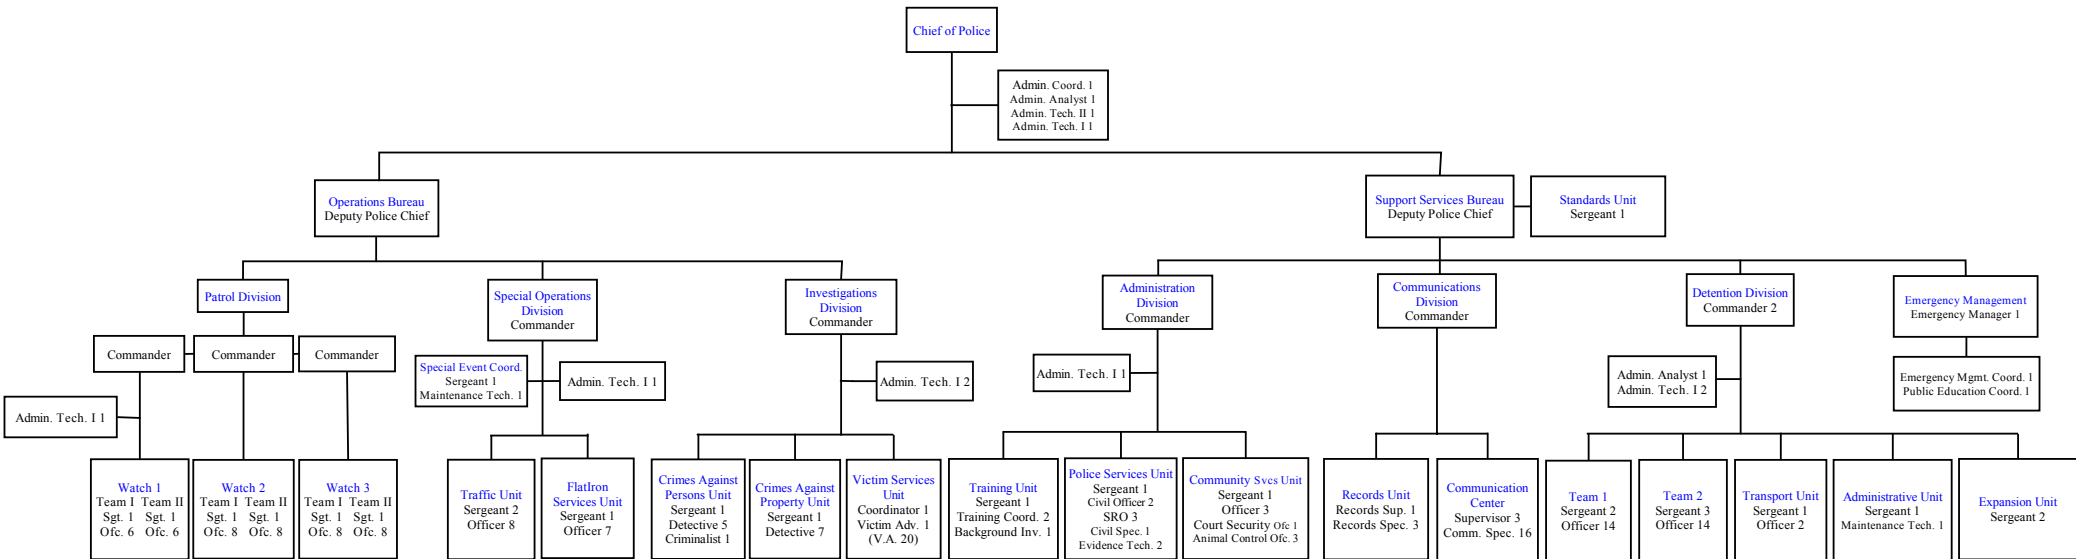 Chief of Police
Admin. Coord. 1
Admin. Analyst 1
Admin. Tech. II 1
Admin. Tech. I 1
Operations Bureau
Deputy Police Chief
Support Services Bureau
Deputy Police Chief
Standards Unit
Sergeant 1
Patrol Division
Special Operations
Division
Commander
Investigations
Division
Commander
Administration
Division
Commander
Communications
Division
Commander
Detention Division
Commander 2
Emergency Management
Emergency Manager 1
Commander
Commander
Commander
Special Event Coord.
Sergeant 1
Maintenance Tech. 1
Admin. Tech. I 1
Admin. Tech. I 2
Admin. Tech. I 1
Admin. Analyst 1
Admin. Tech. I 2
Emergency Mgmt. Coord. 1
Public Education Coord. 1
Admin. Tech. I 1
Watch 1
Team I Team II
Sgt. 1 Sgt. 1
Ofc. 6 Ofc. 6
Watch 2
Team I Team II
Sgt. 1 Sgt. 1
Ofc. 8 Ofc. 8
Watch 3
Team I Team II
Sgt. 1 Sgt. 1
Ofc. 8 Ofc. 8
Traffic Unit
Sergeant 2
Officer 8
FlatIron
Services Unit
Sergeant 1
Officer 7
Crimes Against
Persons Unit
Sergeant 1
Detective 5
Criminalist 1
Crimes Against
Property Unit
Sergeant 1
Detective 7
Victim Services
Unit
Coordinator 1
Victim Adv. 1
(V.A. 20)
Training Unit
Sergeant 1
Training Coord. 2
Background Inv. 1
Police Services Unit
Sergeant 1
Civil Officer 2
SRO 3
Civil Spec. 1
Evidence Tech. 2
Community Svcs Unit
Sergeant 1
Officer 3
Court Security Ofc 1
Animal Control Ofc. 3
Records Unit
Records Sup. 1
Records Spec. 3
Communication
Center
Supervisor 3
Comm. Spec. 16
Team 1
Sergeant 2
Officer 14
Team 2
Sergeant 3
Officer 14
Transport Unit
Sergeant 1
Officer 2
Administrative Unit
Sergeant 1
Maintenance Tech. 1
Expansion Unit
Sergeant 2